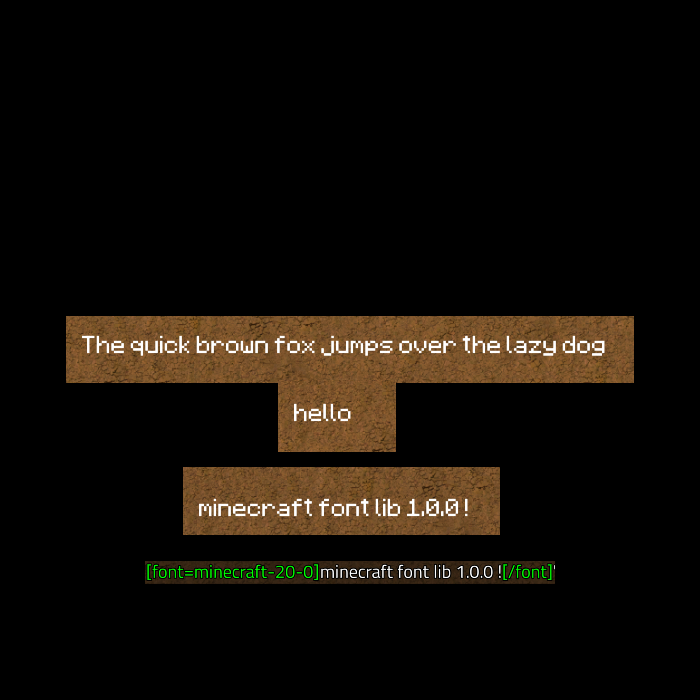 The quick brown fox jumps over the lazy dog
hello
minecraft font lib 1.0.0 !
[font=minecraft-20-0]minecraft font lib 1.0.0 ![/font]'